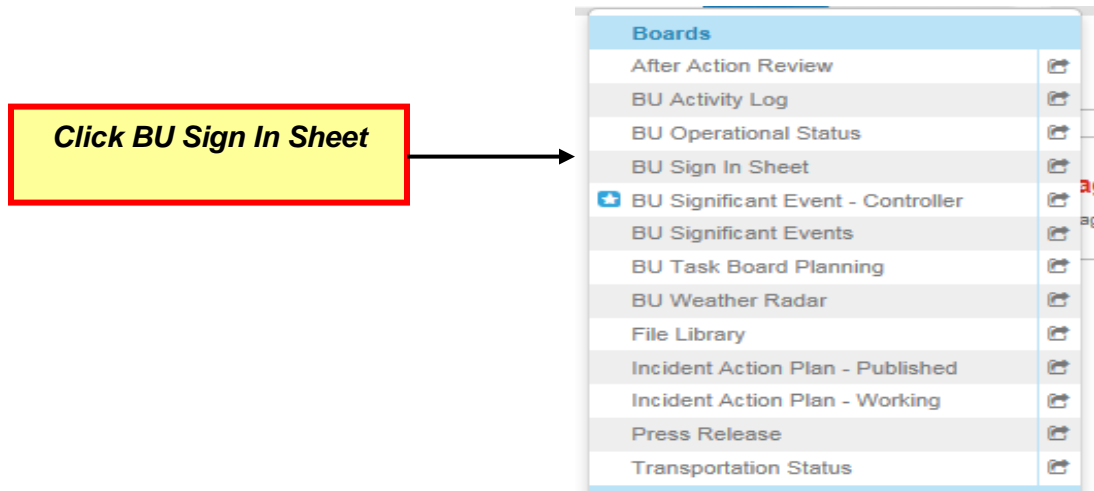 Click BU Sign In Sheet
Boards
After Action Review
BU Activity Log
BU Operational Status
BU Sign In Sheet
BU Significant Event - Controller
BU Significant Events
BU Task Board Planning
BU Weather Radar
File Library
Incident Action Plan - Published
Incident Action Plan - Working
Press Release
Transportation Status